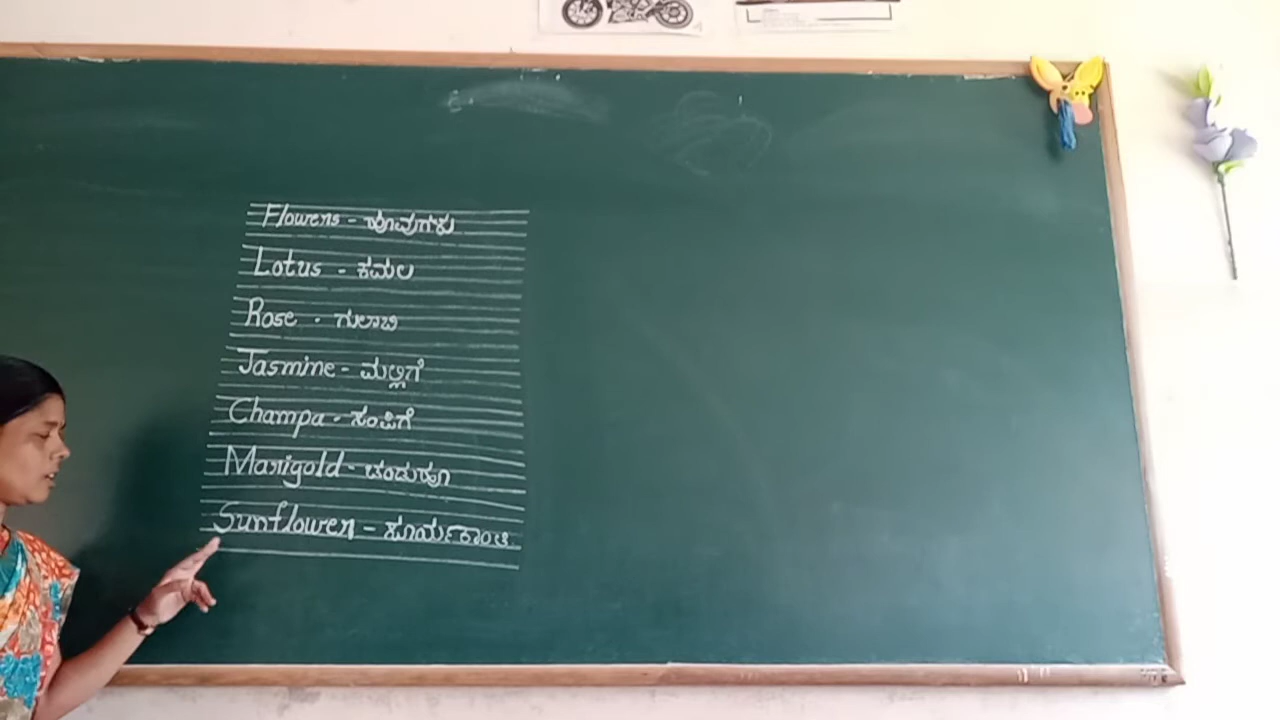 Flowers - ಹೂವುಗಳು
Lotus - ಕಮಲ
Rose - ಗುಲಾಬಿ
Jasmine - ಮಲ್ಲಿಗೆ
Champa - ಸಂಪಿಗೆ
Marigold - ಚಂಡುಹೂ
Sunflower - ಸೂರ್ಯಕಾಂತಿ